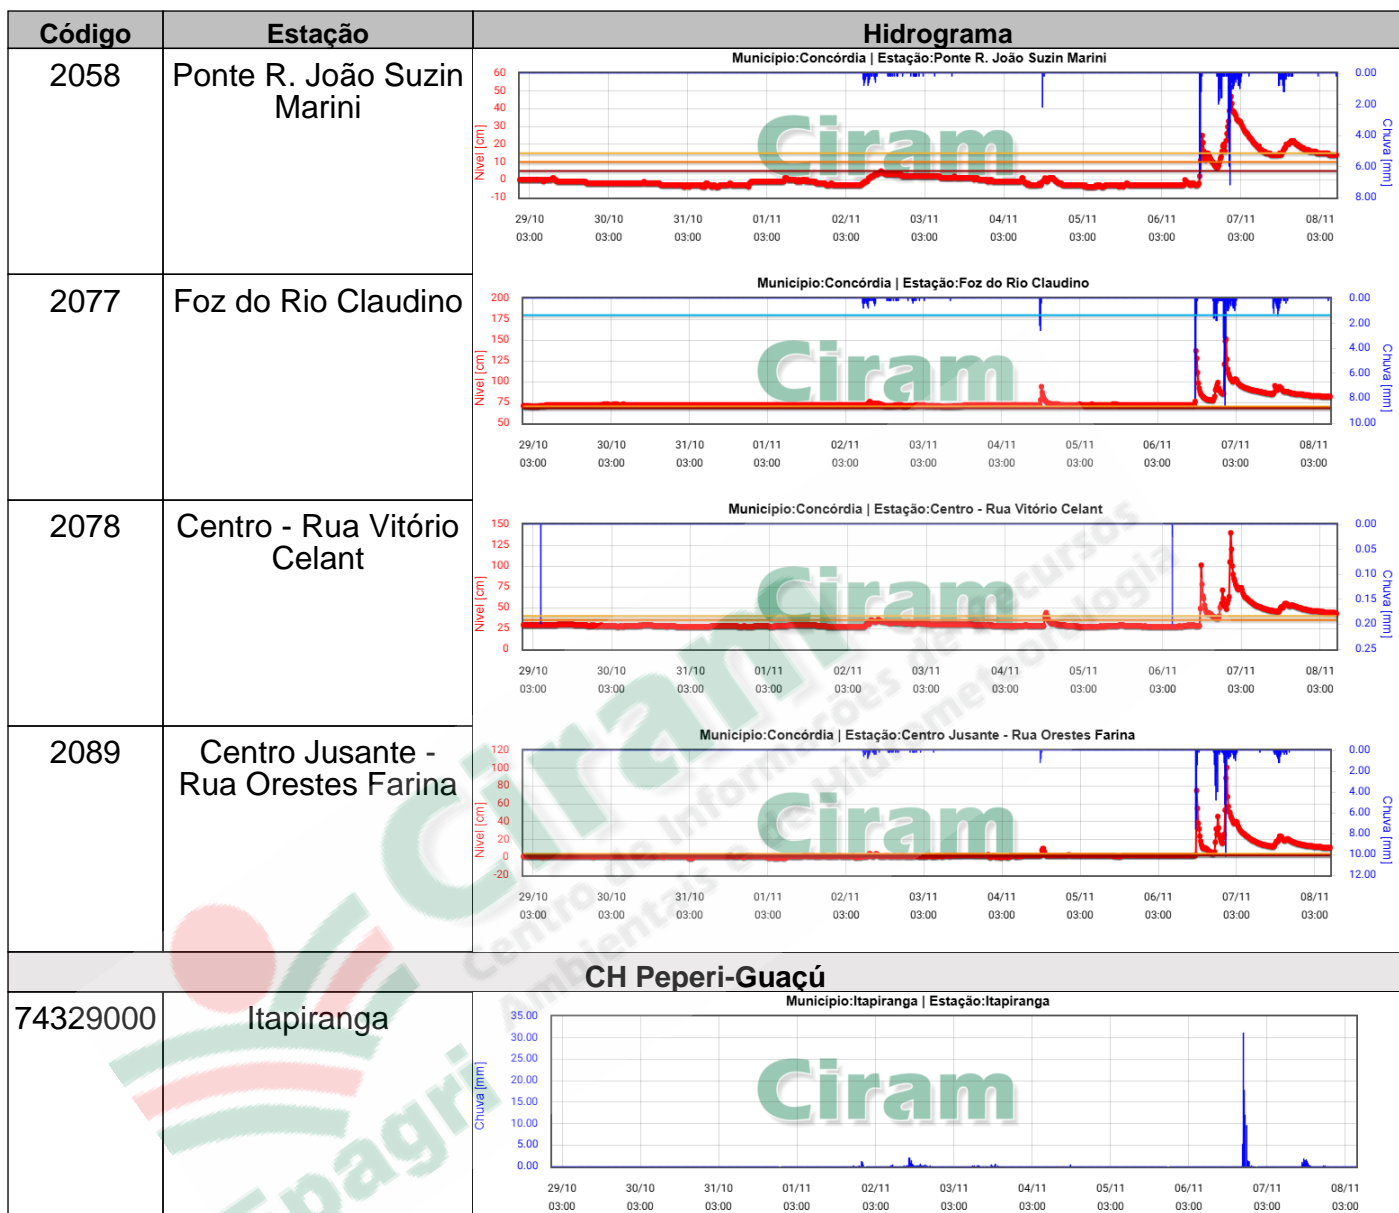 Código Estação Hidrograma
2058 Ponte R. João Suzin Marini
Município:Concórdia | Estação:Ponte R. João Suzin Marini
60 50 40 30 20 10 0 -10
Nivel [cm]
0.00 2.00 4.00 6.00 8.00
Chuva [mm]
29/10 30/10 31/10 01/11 02/11 03/11 04/11 05/11 06/11 07/11 08/11
03:00 03:00 03:00 03:00 03:00 03:00 03:00 03:00 03:00 03:00 03:00
Ciram
2077 Foz do Rio Claudino
Município:Concórdia | Estação:Foz do Rio Claudino
200 175 150 125 100 75 50
Nivel [cm]
0.00 2.00 4.00 6.00 8.00 10.00
Chuva [mm]
29/10 30/10 31/10 01/11 02/11 03/11 04/11 05/11 06/11 07/11 08/11
03:00 03:00 03:00 03:00 03:00 03:00 03:00 03:00 03:00 03:00 03:00
Ciram
2078 Centro - Rua Vitório Celant
Município:Concórdia | Estação:Centro - Rua Vitório Celant
150 125 100 75 50 25 0
Nivel [cm]
0.00 0.05 0.10 0.15 0.20 0.25
Chuva [mm]
29/10 30/10 31/10 01/11 02/11 03/11 04/11 05/11 06/11 07/11 08/11
03:00 03:00 03:00 03:00 03:00 03:00 03:00 03:00 03:00 03:00 03:00
Ciram
2089 Centro Jusante - Rua Orestes Farina
Município:Concórdia | Estação:Centro Jusante - Rua Orestes Farina
120 100 80 60 40 20 0 -20
Nivel [cm]
0.00 2.00 4.00 6.00 8.00 10.00 12.00
Chuva [mm]
29/10 30/10 31/10 01/11 02/11 03/11 04/11 05/11 06/11 07/11 08/11
03:00 03:00 03:00 03:00 03:00 03:00 03:00 03:00 03:00 03:00 03:00
Ciram
CH Peperi-Guaçú
74329000 Itapiranga
Município:Itapiranga | Estação:Itapiranga
35.00 30.00 25.00 20.00 15.00 10.00 5.00 0.00
Chuva [mm]
29/10 30/10 31/10 01/11 02/11 03/11 04/11 05/11 06/11 07/11 08/11
03:00 03:00 03:00 03:00 03:00 03:00 03:00 03:00 03:00 03:00 03:00
Ciram
Epagri
Ciram
Centro de Informações de Recursos
Ambientais e de Hidrometeorologia